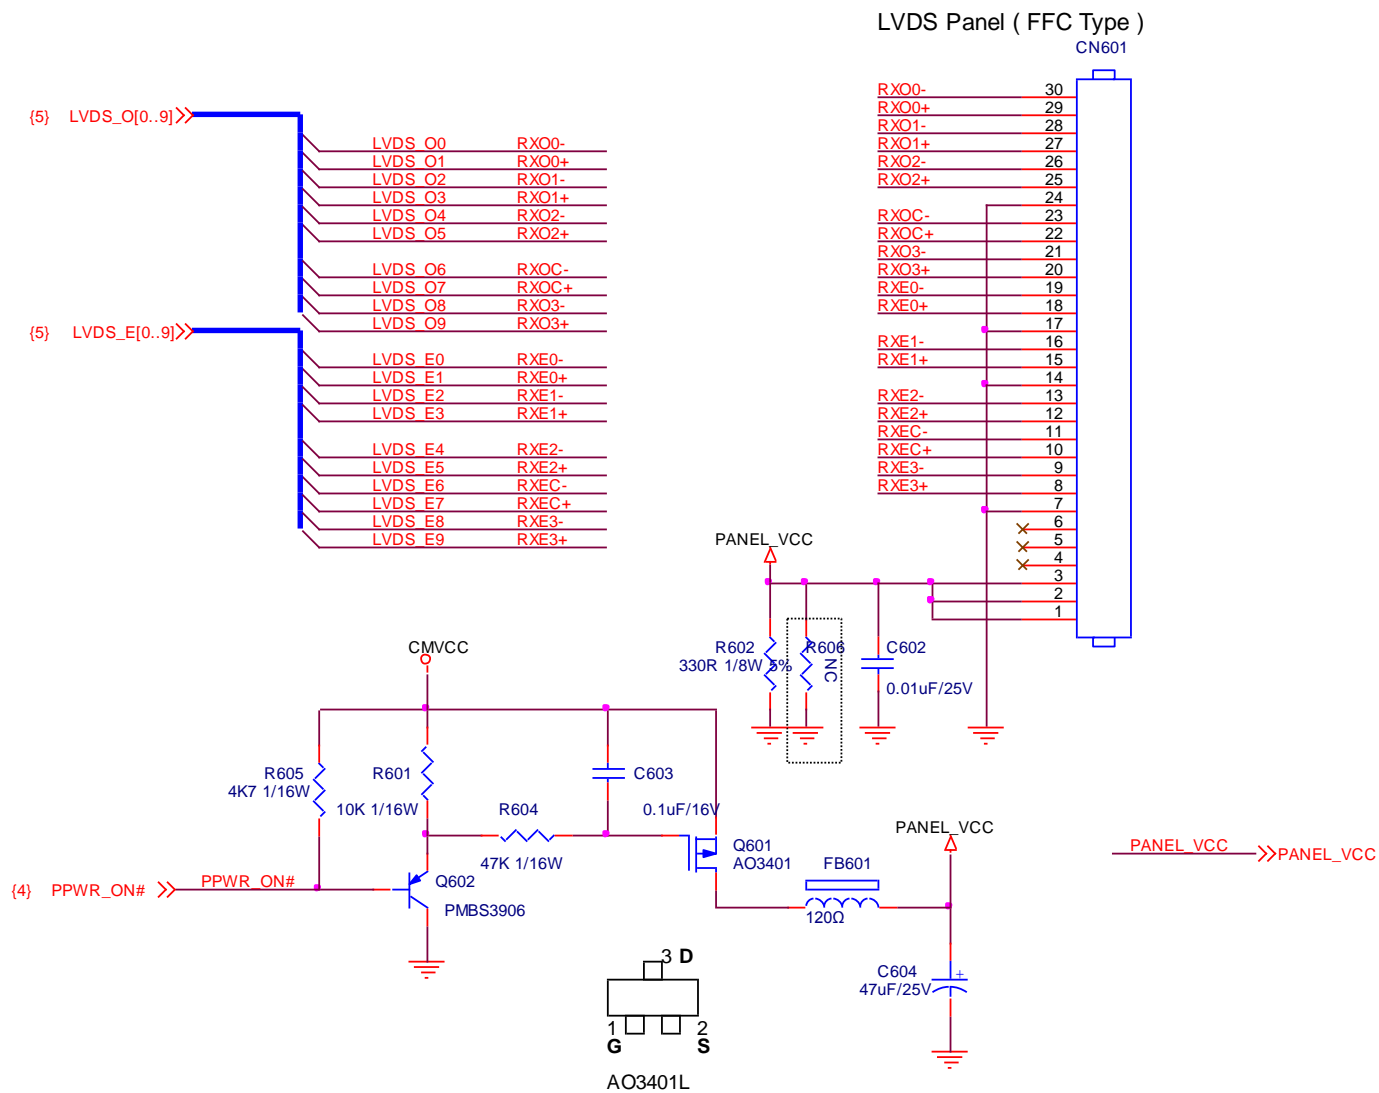 LVDS Panel ( FFC Type )
CN601
{5} LVDS_O[0..9]
LVDS_O0 RXO0-
LVDS_O1 RXO0+
LVDS_O2 RXO1-
LVDS_O3 RXO1+
LVDS_O4 RXO2-
LVDS_O5 RXO2+
LVDS_O6 RXOC-
LVDS_O7 RXOC+
LVDS_O8 RXO3-
LVDS_O9 RXO3+
{5} LVDS_E[0..9]
LVDS_E0 RXE0-
LVDS_E1 RXE0+
LVDS_E2 RXE1-
LVDS_E3 RXE1+
LVDS_E4 RXE2-
LVDS_E5 RXE2+
LVDS_E6 RXEC-
LVDS_E7 RXEC+
LVDS_E8 RXE3-
LVDS_E9 RXE3+
RXO0- 30
RXO0+ 29
RXO1- 28
RXO1+ 27
RXO2- 26
RXO2+ 25
24
RXOC- 23
RXOC+ 22
RXO3- 21
RXO3+ 20
RXE0- 19
RXE0+ 18
17
RXE1- 16
RXE1+ 15
14
RXE2- 13
RXE2+ 12
RXEC- 11
RXEC+ 10
RXE3- 9
RXE3+ 8
7
6
5
4
3
2
1
PANEL_VCC
R602
330R 1/8W 5%
R606
NC
C602
0.01uF/25V
CMVCC
R605
4K7 1/16W
R601
10K 1/16W
R604
47K 1/16W
C603
0.1uF/16V
Q601
AO3401
FB601
120Ω
PANEL_VCC
PANEL_VCC PANEL_VCC
{4} PPWR_ON# PPWR_ON#
Q602
PMBS3906
C604
+
47uF/25V
3 D
1 2
G S
AO3401L